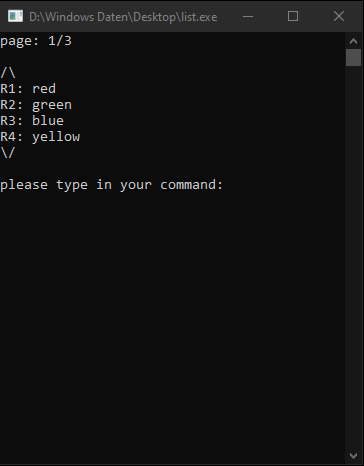 D:\Windows Daten\Desktop\list.exe
page: 1/3
/\
R1: red
R2: green
R3: blue
R4: yellow
\/
please type in your command: